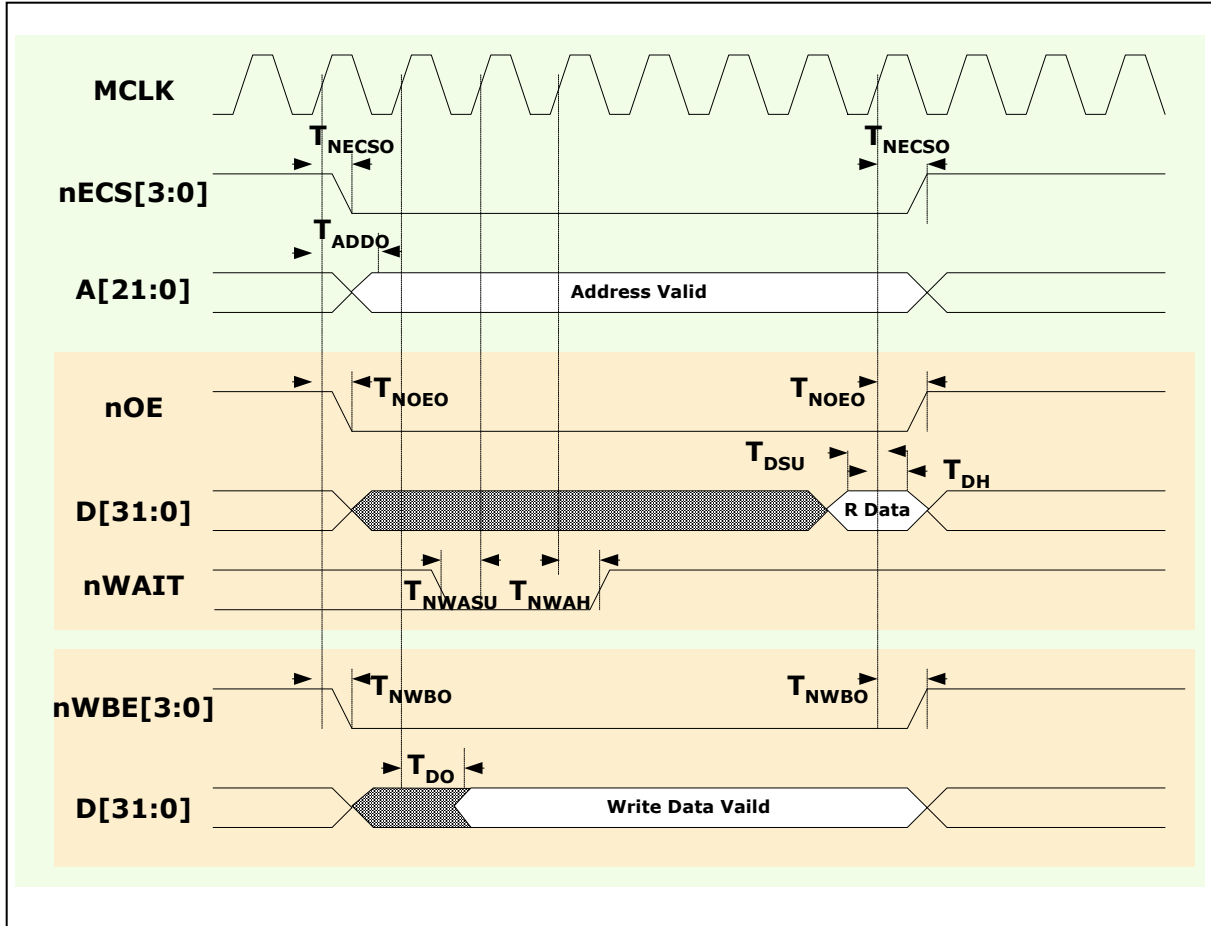 MCLK
TNECSO TNECSO
nECS[3:0]
TADDO
A[21:0] Address Valid
nOE TNOEO TNOEO
TDSU TDH
D[31:0] R Data
nWAIT TNWASU TNWAH
nWBE[3:0] TNWBO TNWBO
TDO
D[31:0] Write Data Vaild